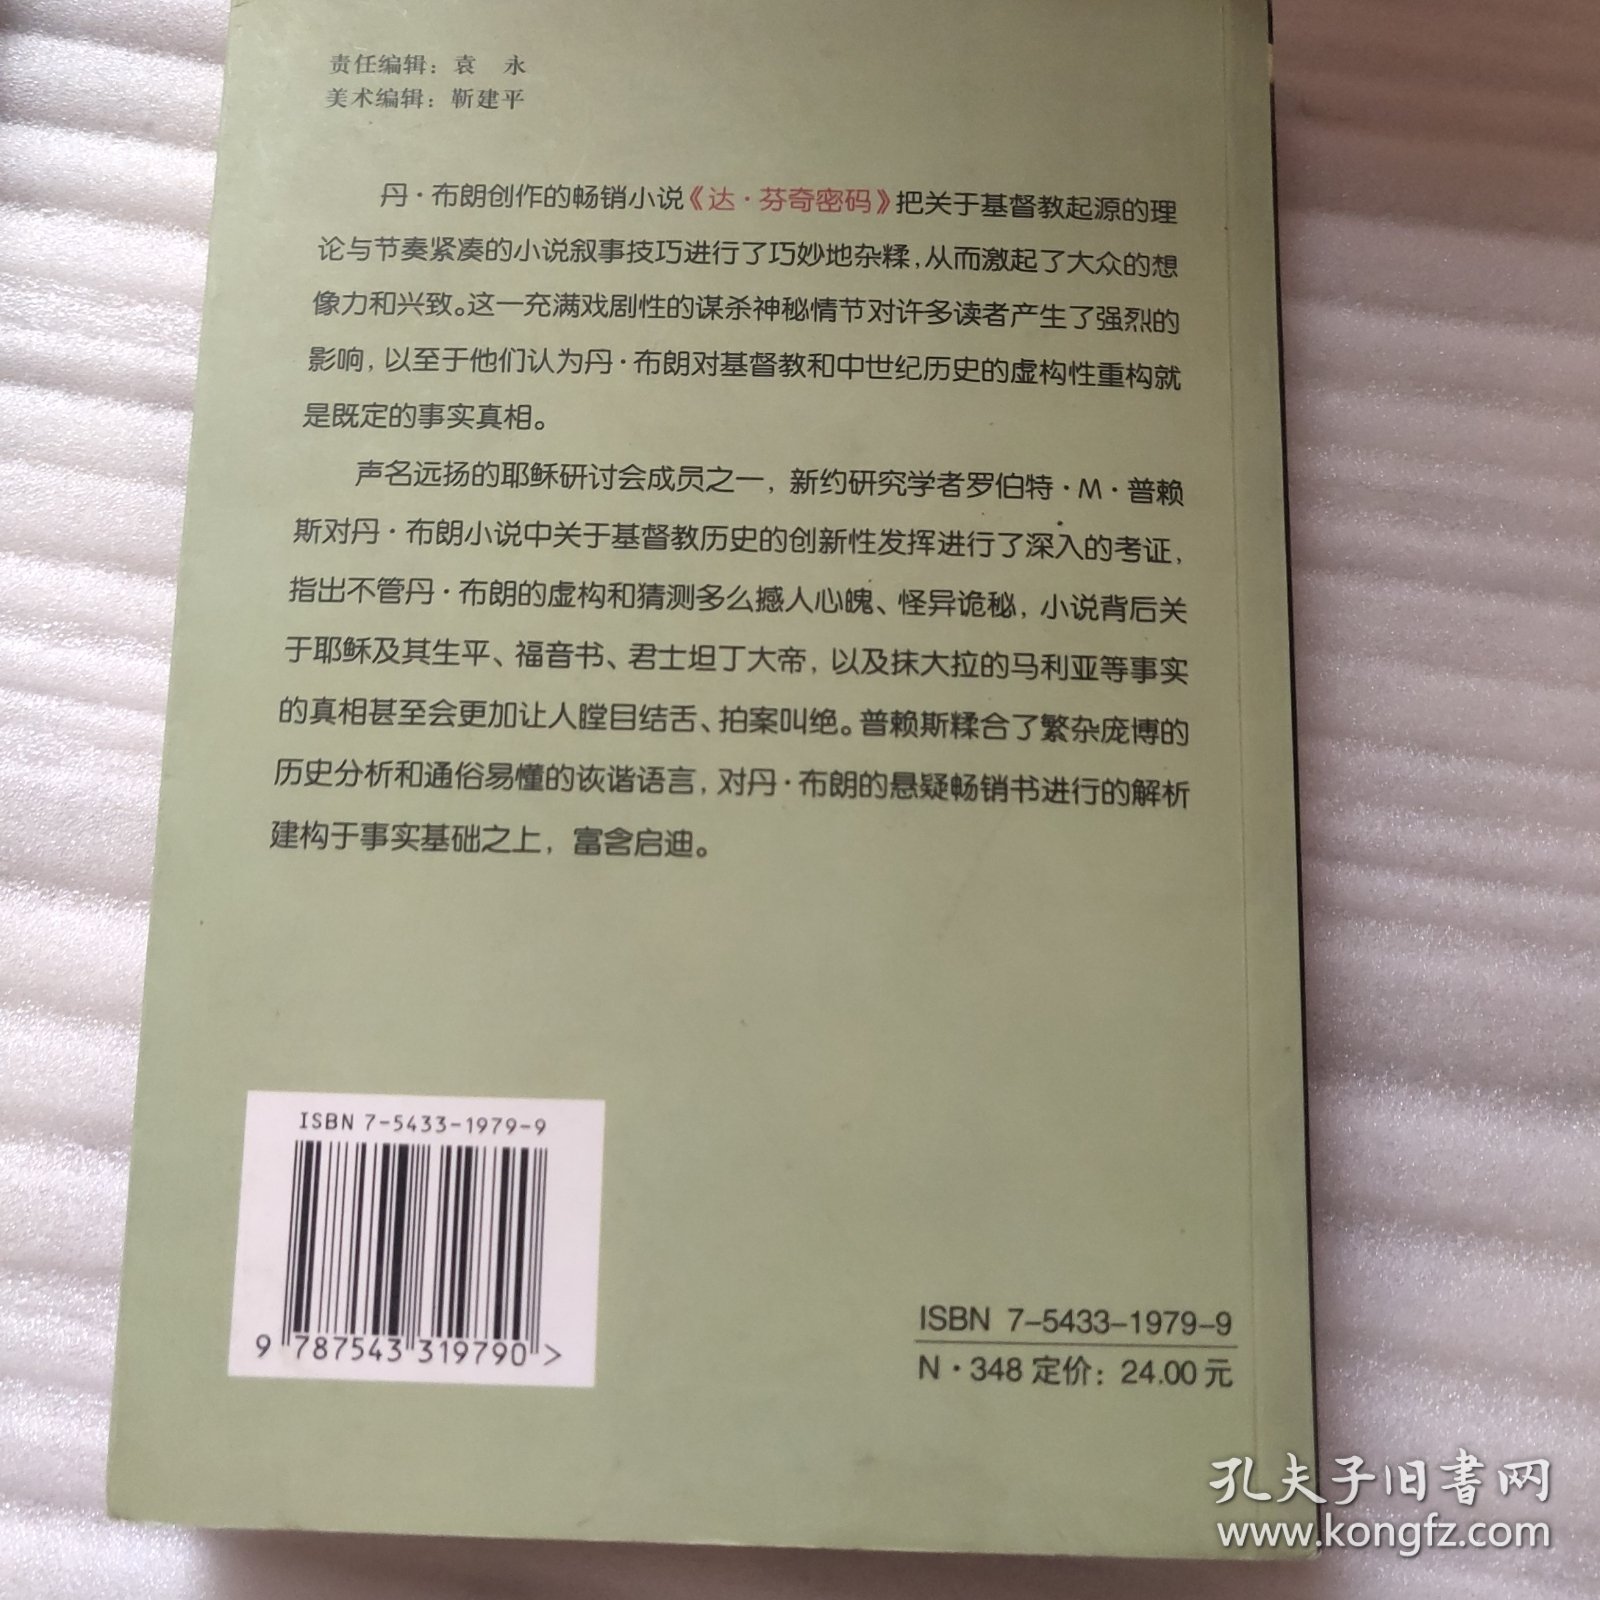 责任编辑：袁　永
美术编辑：靳建平
丹·布朗创作的畅销小说《达·芬奇密码》把关于基督教起源的理
论与节奏紧凑的小说叙事技巧进行了巧妙地杂糅，从而激起了大众的想
像力和兴致。这一充满戏剧性的谋杀神秘情节对许多读者产生了强烈的
影响，以至于他们认为丹·布朗对基督教和中世纪历史的虚构性重构就
是既定的事实真相。
声名远扬的耶稣研讨会成员之一，新约研究学者罗伯特·M·普赖
斯对丹·布朗小说中关于基督教历史的创新性发挥进行了深入的考证，
指出不管丹·布朗的虚构和猜测多么撼人心魄、怪异诡秘，小说背后关
于耶稣及其生平、福音书、君士坦丁大帝，以及抹大拉的马利亚等事实
的真相甚至会更加让人瞠目结舌、拍案叫绝。普赖斯糅合了繁杂庞博的
历史分析和通俗易懂的诙谐语言，对丹·布朗的悬疑畅销书进行的解析
建构于事实基础之上，富含启迪。
ISBN 7-5433-1979-9
9 787543 319790 >
ISBN 7-5433-1979-9
N·348 定价：24.00元
孔夫子旧书网
www.kongfz.com